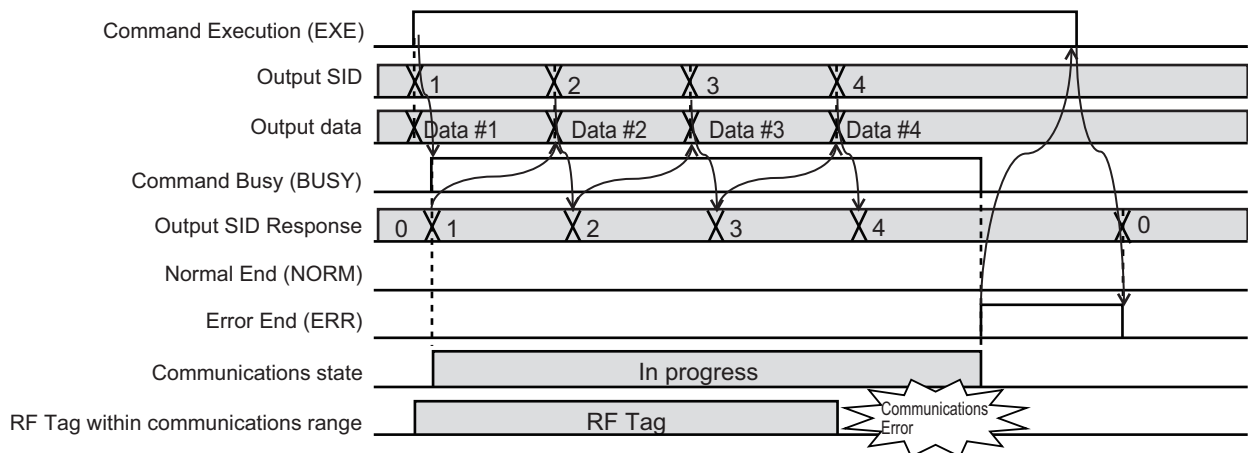 Command Execution (EXE)
Output SID
1 2 3 4
Output data
Data #1 Data #2 Data #3 Data #4
Command Busy (BUSY)
Output SID Response
0 1 2 3 4 0
Normal End (NORM)
Error End (ERR)
Communications state
In progress
RF Tag within communications range
RF Tag
Communications
Error